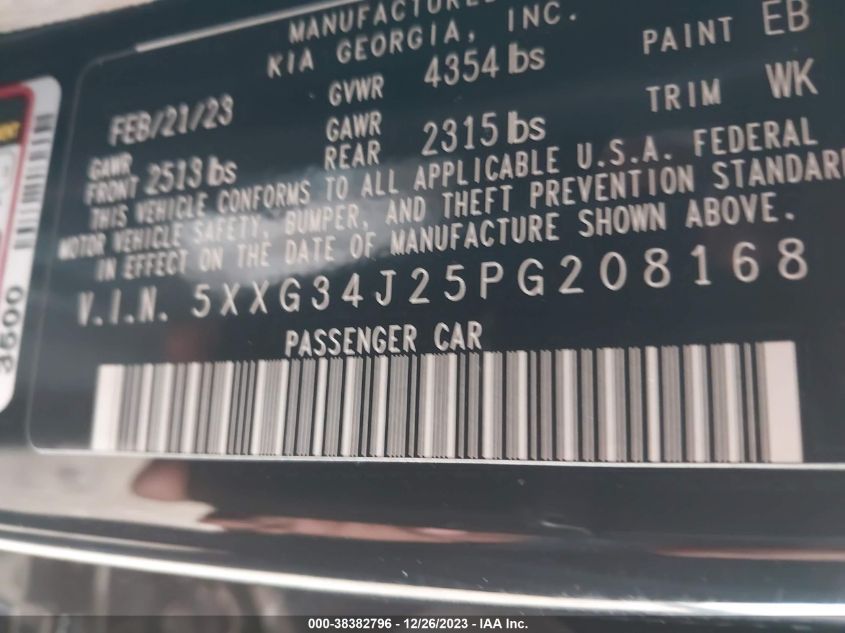 MANUFACTURED
KIA GEORGIA, INC.
FEB/21/23 GVWR 4354 lbs PAINT EB
GAWR FRONT 2513 lbs GAWR REAR 2315 lbs TRIM WK
THIS VEHICLE CONFORMS TO ALL APPLICABLE U.S.A. FEDERAL
MOTOR VEHICLE SAFETY, BUMPER, AND THEFT PREVENTION STANDARD
IN EFFECT ON THE DATE OF MANUFACTURE SHOWN ABOVE.
V.I.N. 5XXG34J25PG208168
PASSENGER CAR
3600
000-38382796 - 12/26/2023 - IAA Inc.